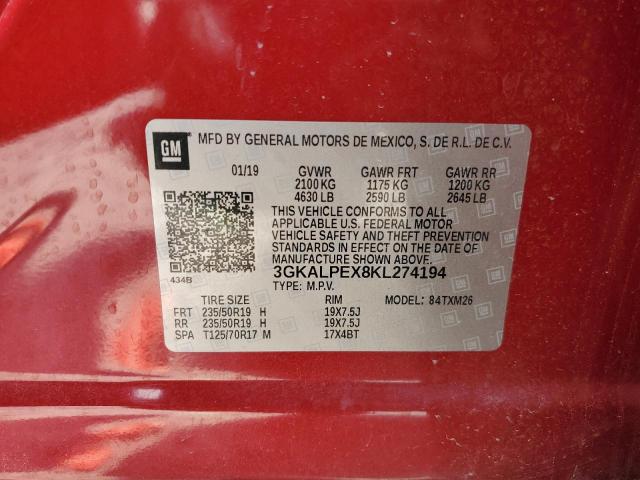 GM
MFD BY GENERAL MOTORS DE MEXICO, S. DE R.L. DE C.V.
01/19 GVWR GAWR FRT GAWR RR
2100 KG 1175 KG 1200 KG
4630 LB 2590 LB 2645 LB
THIS VEHICLE CONFORMS TO ALL
APPLICABLE U.S. FEDERAL MOTOR
VEHICLE SAFETY AND THEFT PREVENTION
STANDARDS IN EFFECT ON THE DATE OF
MANUFACTURE SHOWN ABOVE.
434B 3GKALPEX8KL274194
TYPE: M.P.V.
TIRE SIZE RIM MODEL: 84TXM26
FRT 235/50R19 H 19X7.5J
RR 235/50R19 H 19X7.5J
SPA T125/70R17 M 17X4BT